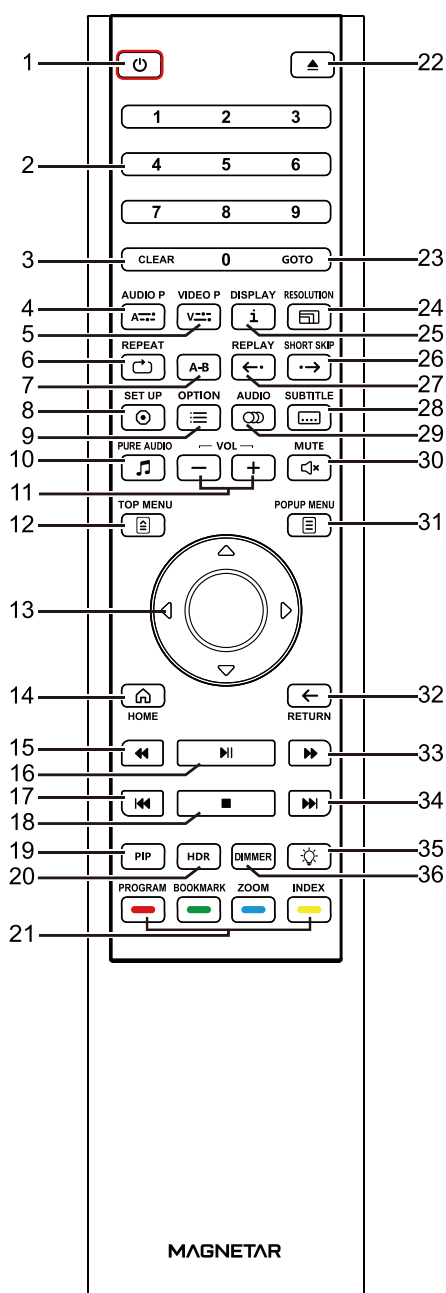 1 22
1 2 3
2 4 5 6
7 8 9
3 CLEAR 0 GOTO 23
AUDIO P VIDEO P DISPLAY RESOLUTION
4 A V i 24
5 25
REPEAT REPLAY SHORT SKIP
6 A-B 26
7 27
SET UP OPTION AUDIO SUBTITLE
8 28
9 29
PURE AUDIO VOL MUTE
10 − + 30
11
TOP MENU POPUP MENU
12 31
13
14 32
HOME RETURN
15 33
16
17 34
18
19 PIP HDR DIMMER 35
20 36
PROGRAM BOOKMARK ZOOM INDEX
21
MAGNETAR